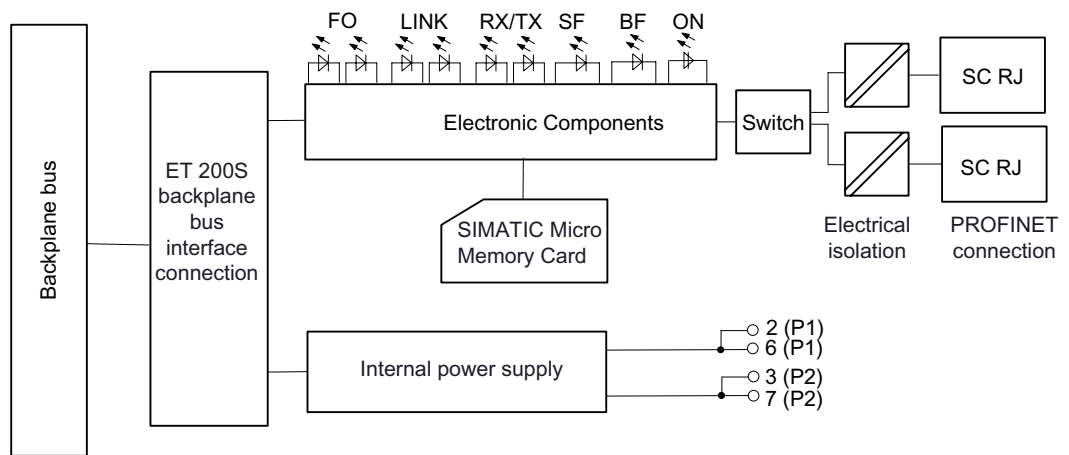 FO LINK RX/TX SF BF ON
SC RJ
Electronic Components
Switch
SC RJ
Backplane bus
ET 200S
backplane
bus
interface
connection
SIMATIC Micro
Memory Card
Electrical
isolation
PROFINET
connection
Internal power supply
2 (P1)
6 (P1)
3 (P2)
7 (P2)